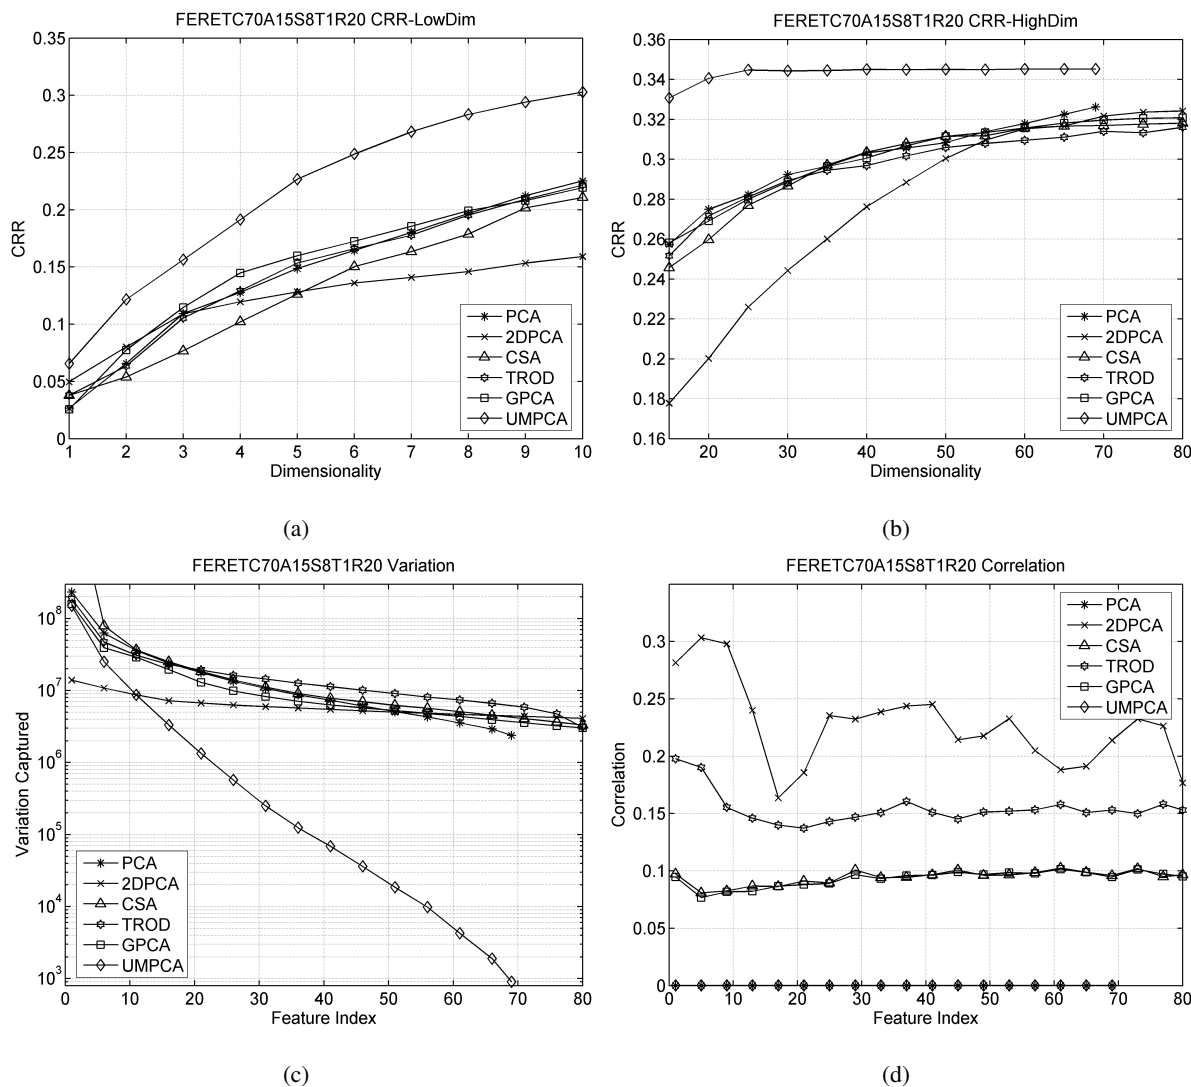 FERETC70A15S8T1R20 CRR-LowDim
0.35
0.3
0.25
0.2
0.15
0.1
0.05
0
CRR
1 2 3 4 5 6 7 8 9 10
Dimensionality
PCA
2DPCA
CSA
TROD
GPCA
UMPCA
(a)
FERETC70A15S8T1R20 CRR-HighDim
0.36
0.34
0.32
0.3
0.28
0.26
0.24
0.22
0.2
0.18
0.16
CRR
20 30 40 50 60 70 80
Dimensionality
PCA
2DPCA
CSA
TROD
GPCA
UMPCA
(b)
FERETC70A15S8T1R20 Variation
10^8
10^7
10^6
10^5
10^4
10^3
Variation Captured
0 10 20 30 40 50 60 70 80
Feature Index
PCA
2DPCA
CSA
TROD
GPCA
UMPCA
(c)
FERETC70A15S8T1R20 Correlation
0.3
0.25
0.2
0.15
0.1
0.05
0
Correlation
0 10 20 30 40 50 60 70 80
Feature Index
PCA
2DPCA
CSA
TROD
GPCA
UMPCA
(d)